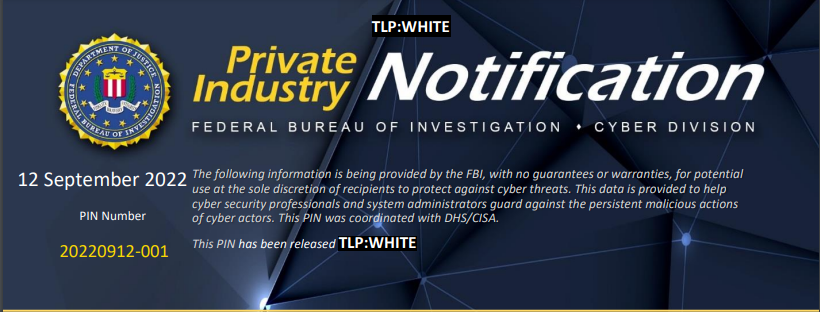 TLP:WHITE
Private
Industry
Notification
DEPARTMENT OF JUSTICE
FEDERAL BUREAU OF INVESTIGATION
FEDERAL BUREAU OF INVESTIGATION ♦ CYBER DIVISION
12 September 2022
PIN Number
20220912-001
The following information is being provided by the FBI, with no guarantees or warranties, for potential
use at the sole discretion of recipients to protect against cyber threats. This data is provided to help
cyber security professionals and system administrators guard against the persistent malicious actions
of cyber actors. This PIN was coordinated with DHS/CISA.
This PIN has been released TLP:WHITE